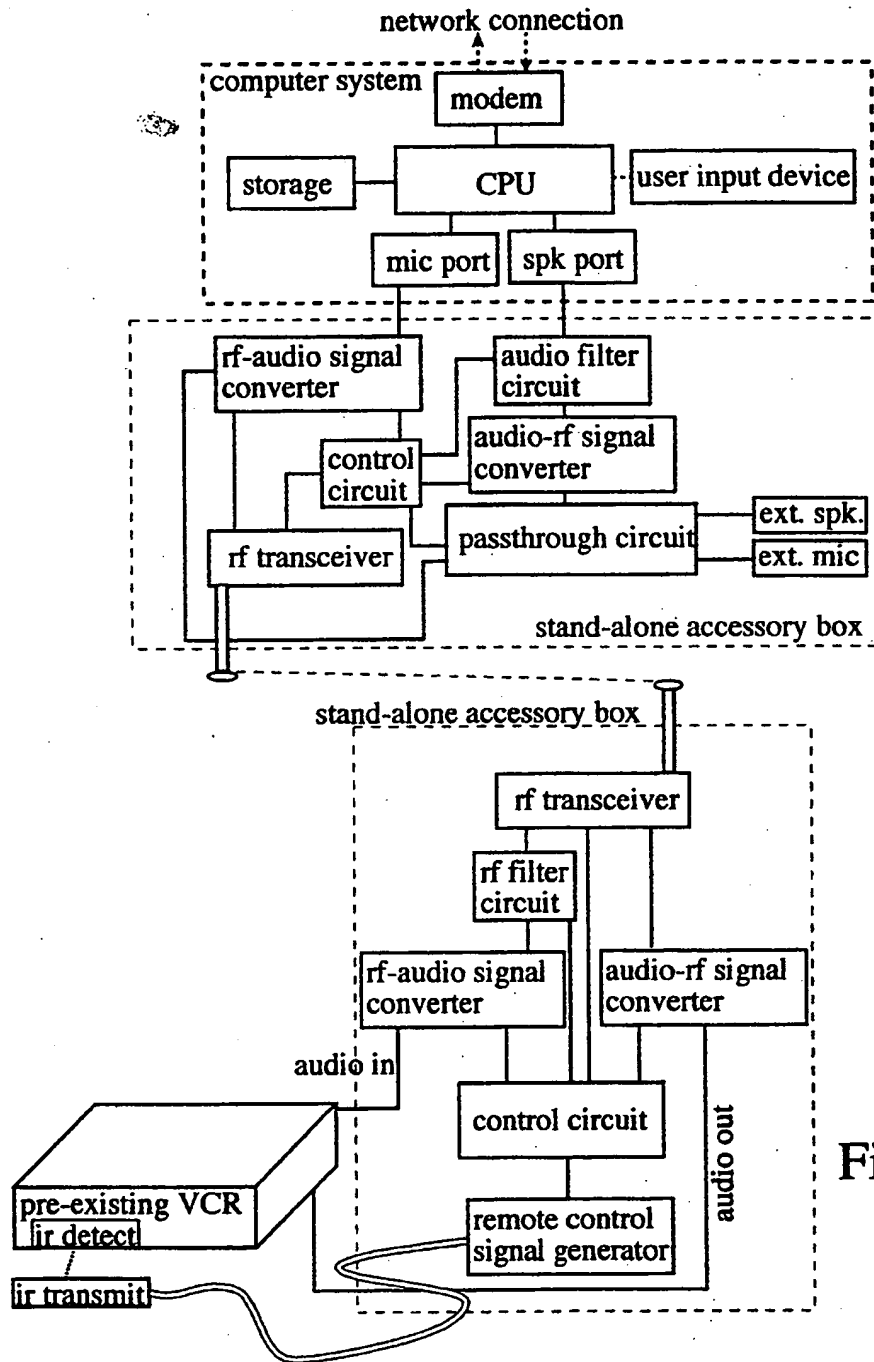 network connection
computer system
modem
storage
CPU
user input device
mic port
spk port
rf-audio signal
converter
audio filter
circuit
control
circuit
audio-rf signal
converter
rf transceiver
passthrough circuit
ext. spk.
ext. mic
stand-alone accessory box
stand-alone accessory box
rf transceiver
rf filter
circuit
rf-audio signal
converter
audio-rf signal
converter
audio in
control circuit
audio out
Fi
pre-existing VCR
ir detect
remote control
signal generator
ir transmit